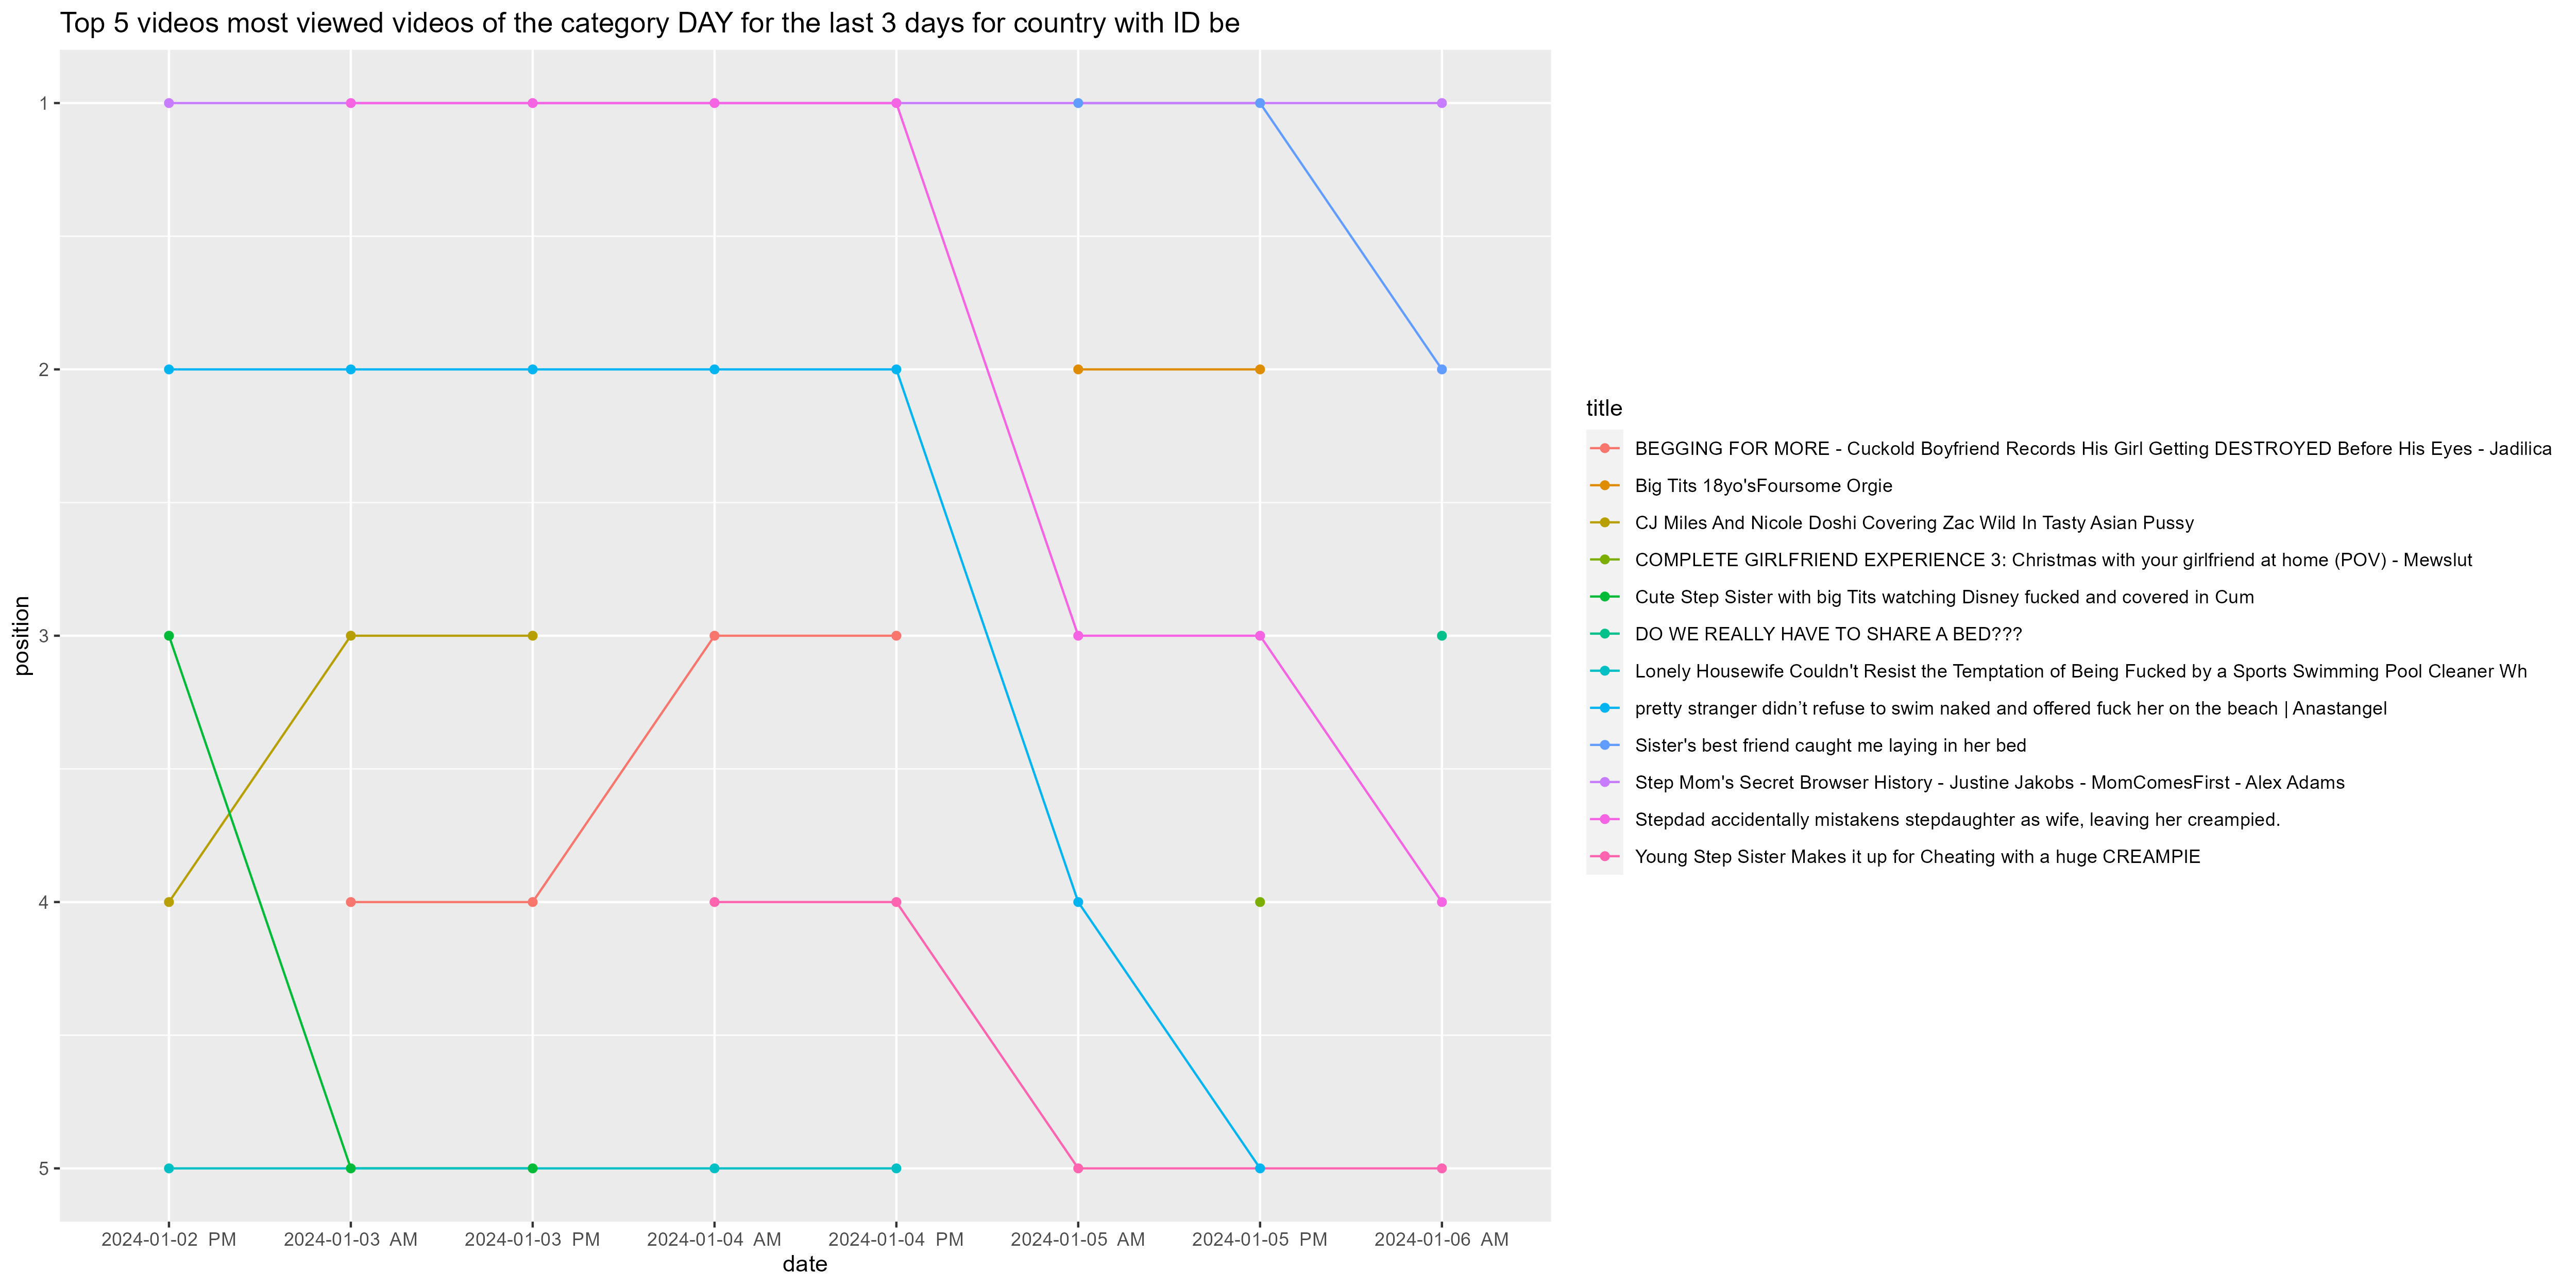 Top 5 videos most viewed videos of the category DAY for the last 3 days for country with ID be
1
2
3
4
5
position
2024-01-02 PM
2024-01-03 AM
2024-01-03 PM
2024-01-04 AM
2024-01-04 PM
2024-01-05 AM
2024-01-05 PM
2024-01-06 AM
date
title
BEGGING FOR MORE - Cuckold Boyfriend Records His Girl Getting DESTROYED Before His Eyes - Jadilica
Big Tits 18yo'sFoursome Orgie
CJ Miles And Nicole Doshi Covering Zac Wild In Tasty Asian Pussy
COMPLETE GIRLFRIEND EXPERIENCE 3: Christmas with your girlfriend at home (POV) - Mewslut
Cute Step Sister with big Tits watching Disney fucked and covered in Cum
DO WE REALLY HAVE TO SHARE A BED???
Lonely Housewife Couldn't Resist the Temptation of Being Fucked by a Sports Swimming Pool Cleaner Wh
pretty stranger didn’t refuse to swim naked and offered fuck her on the beach | Anastangel
Sister's best friend caught me laying in her bed
Step Mom's Secret Browser History - Justine Jakobs - MomComesFirst - Alex Adams
Stepdad accidentally mistakens stepdaughter as wife, leaving her creampied.
Young Step Sister Makes it up for Cheating with a huge CREAMPIE